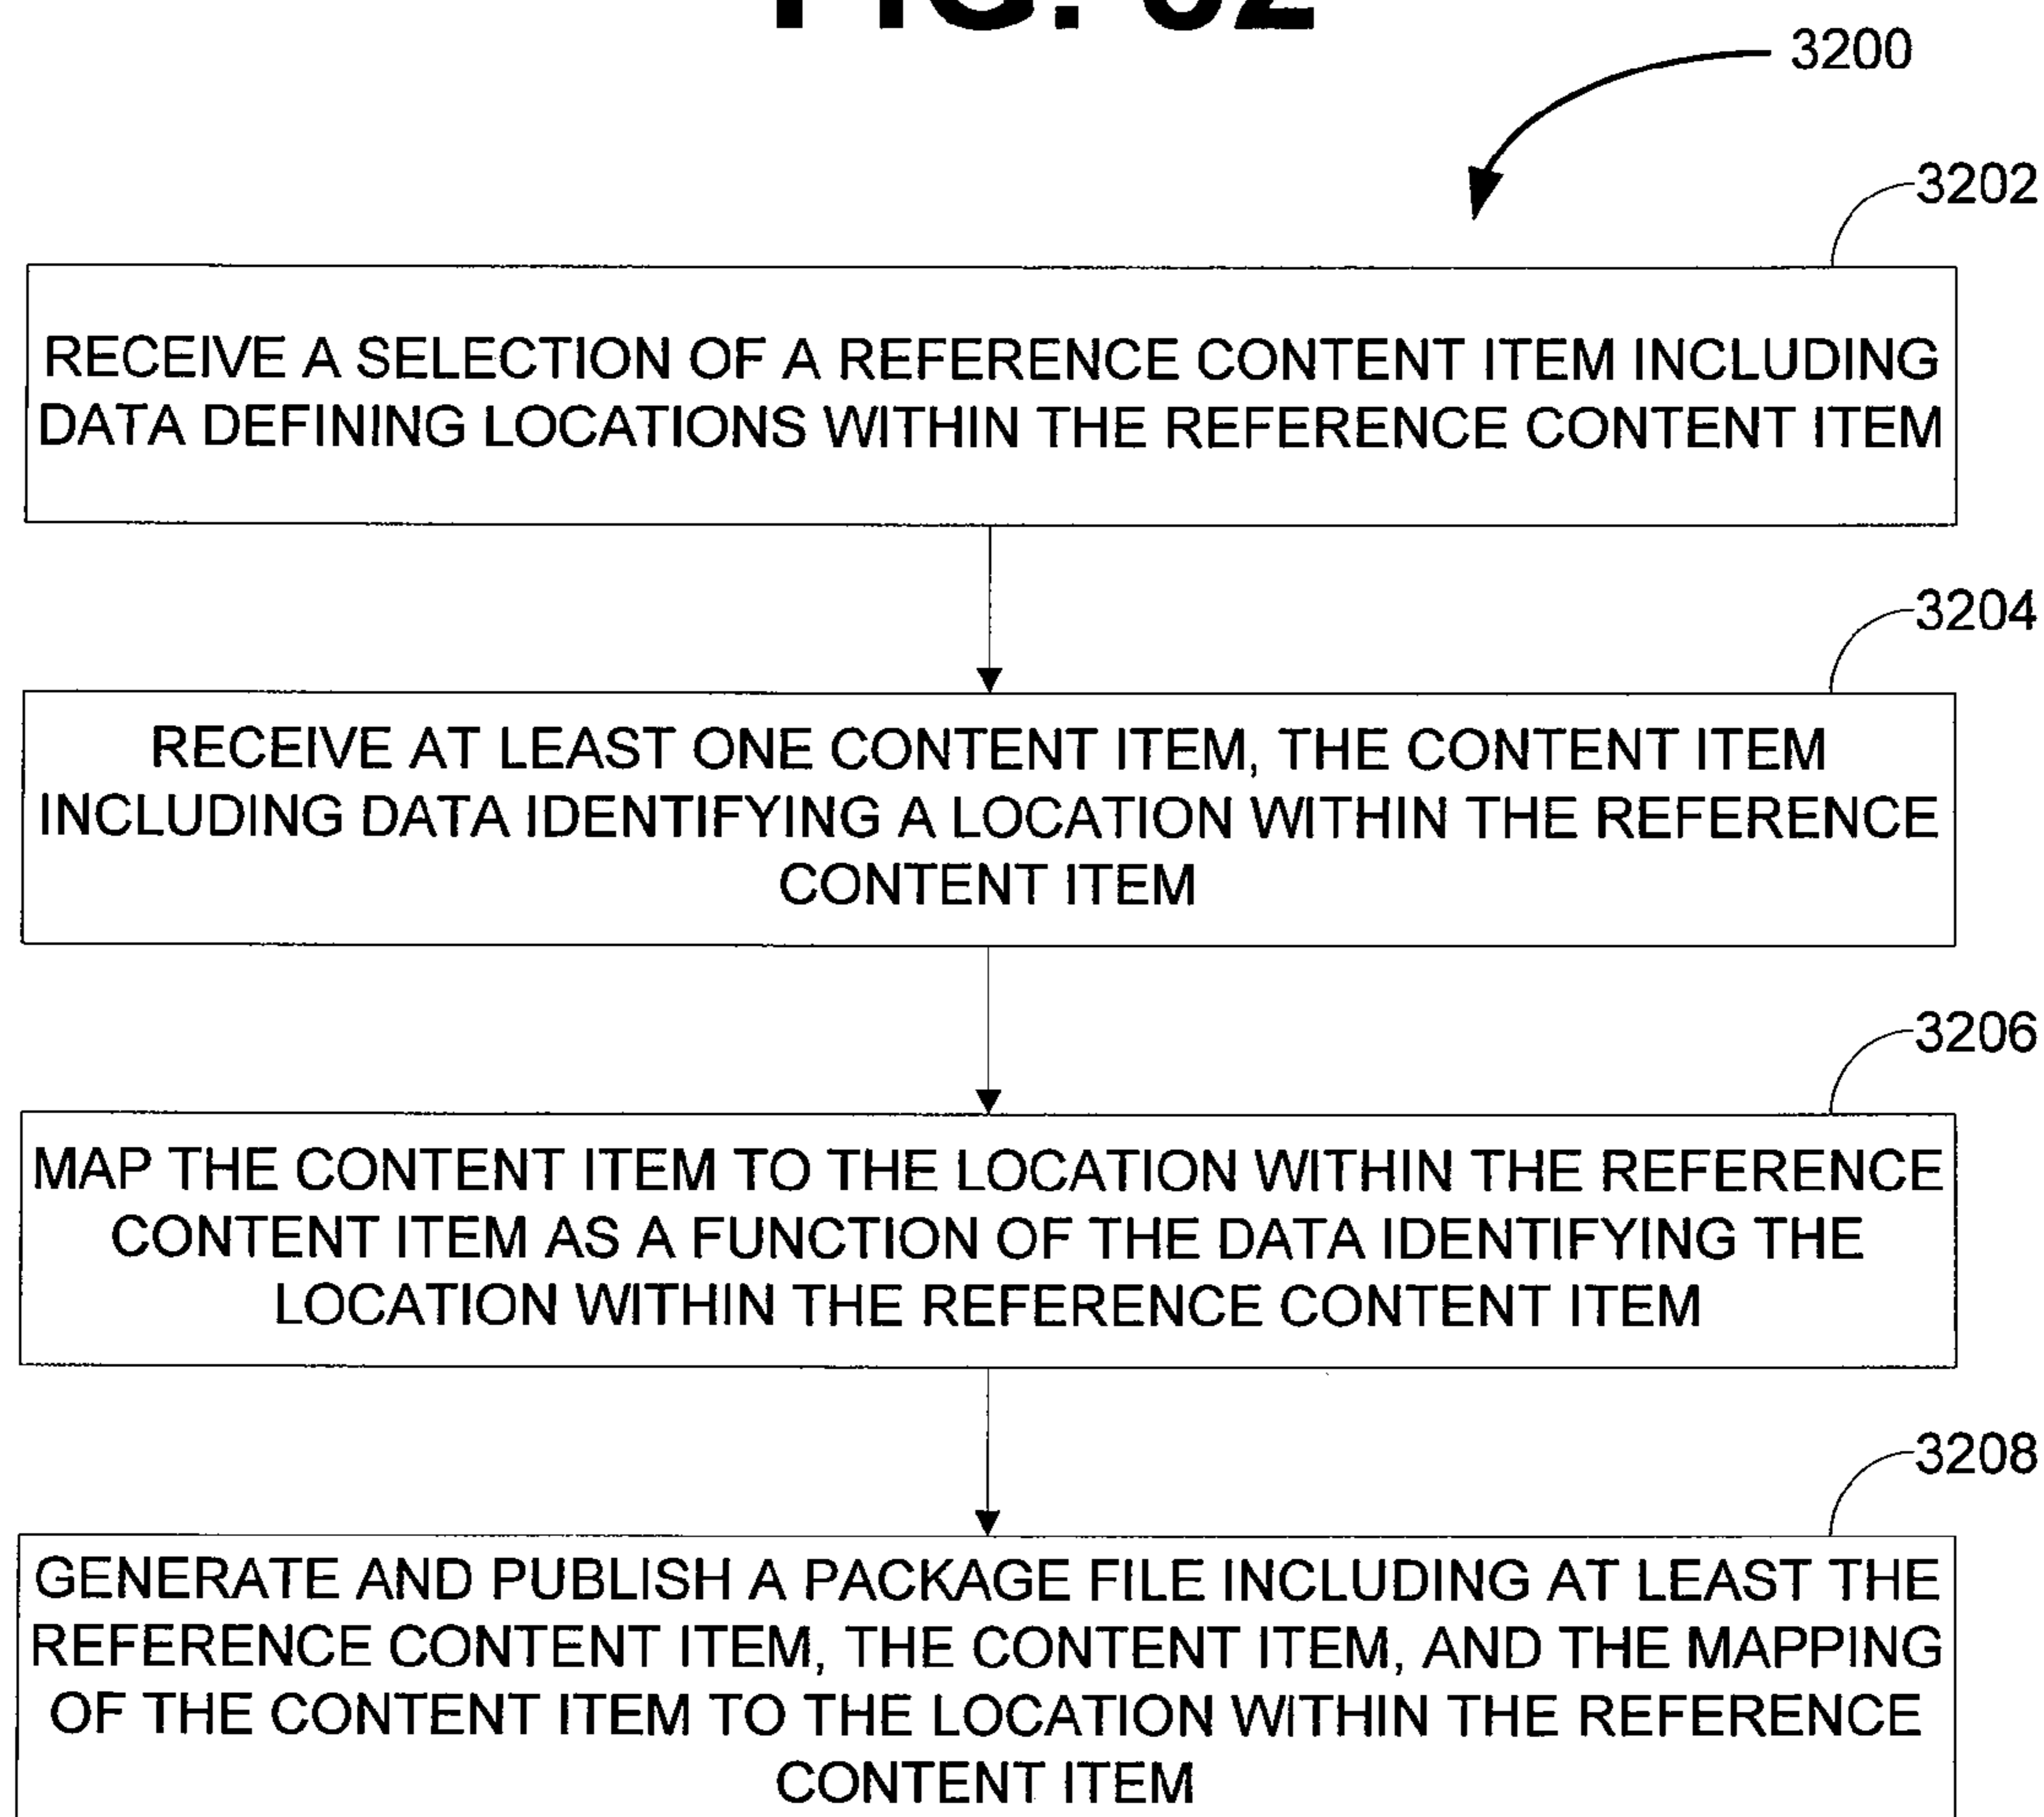 FIG. 32
3200
3202
RECEIVE A SELECTION OF A REFERENCE CONTENT ITEM INCLUDING
DATA DEFINING LOCATIONS WITHIN THE REFERENCE CONTENT ITEM
3204
RECEIVE AT LEAST ONE CONTENT ITEM, THE CONTENT ITEM
INCLUDING DATA IDENTIFYING A LOCATION WITHIN THE REFERENCE
CONTENT ITEM
3206
MAP THE CONTENT ITEM TO THE LOCATION WITHIN THE REFERENCE
CONTENT ITEM AS A FUNCTION OF THE DATA IDENTIFYING THE
LOCATION WITHIN THE REFERENCE CONTENT ITEM
3208
GENERATE AND PUBLISH A PACKAGE FILE INCLUDING AT LEAST THE
REFERENCE CONTENT ITEM, THE CONTENT ITEM, AND THE MAPPING
OF THE CONTENT ITEM TO THE LOCATION WITHIN THE REFERENCE
CONTENT ITEM